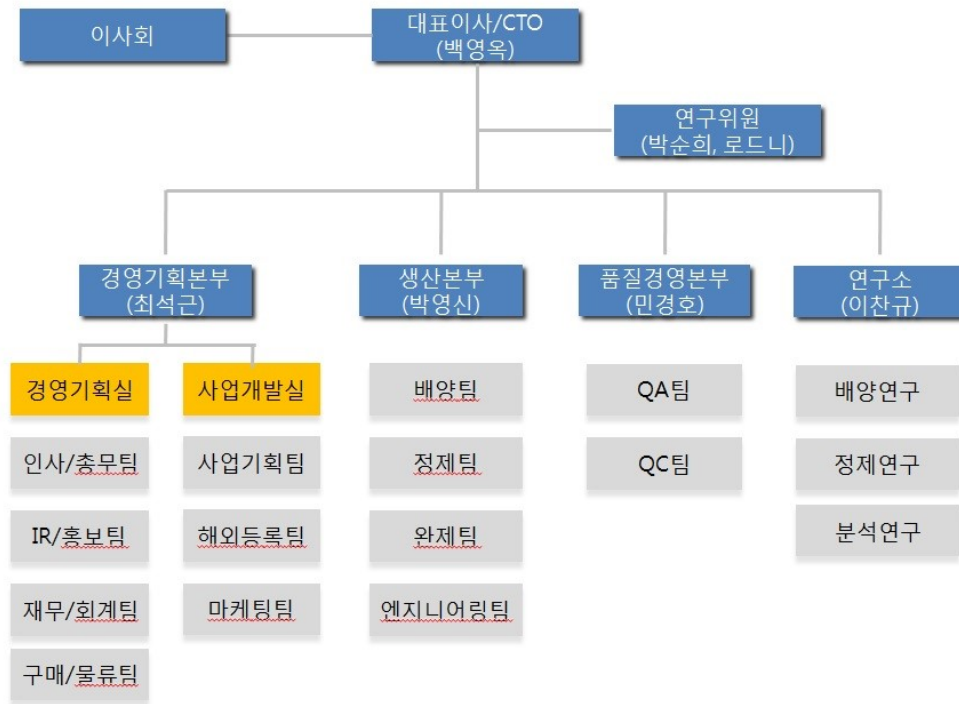 이사회
대표이사/CTO
(백영옥)
연구위원
(박순희, 로드니)
경영기획본부
(최석근)
생산본부
(박영신)
품질경영본부
(민경호)
연구소
(이찬규)
경영기획실
사업개발실
배양팀
QA팀
배양연구
인사/총무팀
사업기획팀
정제팀
QC팀
정제연구
IR/홍보팀
해외등록팀
완제팀
분석연구
재무/회계팀
마케팅팀
엔지니어링팀
구매/물류팀